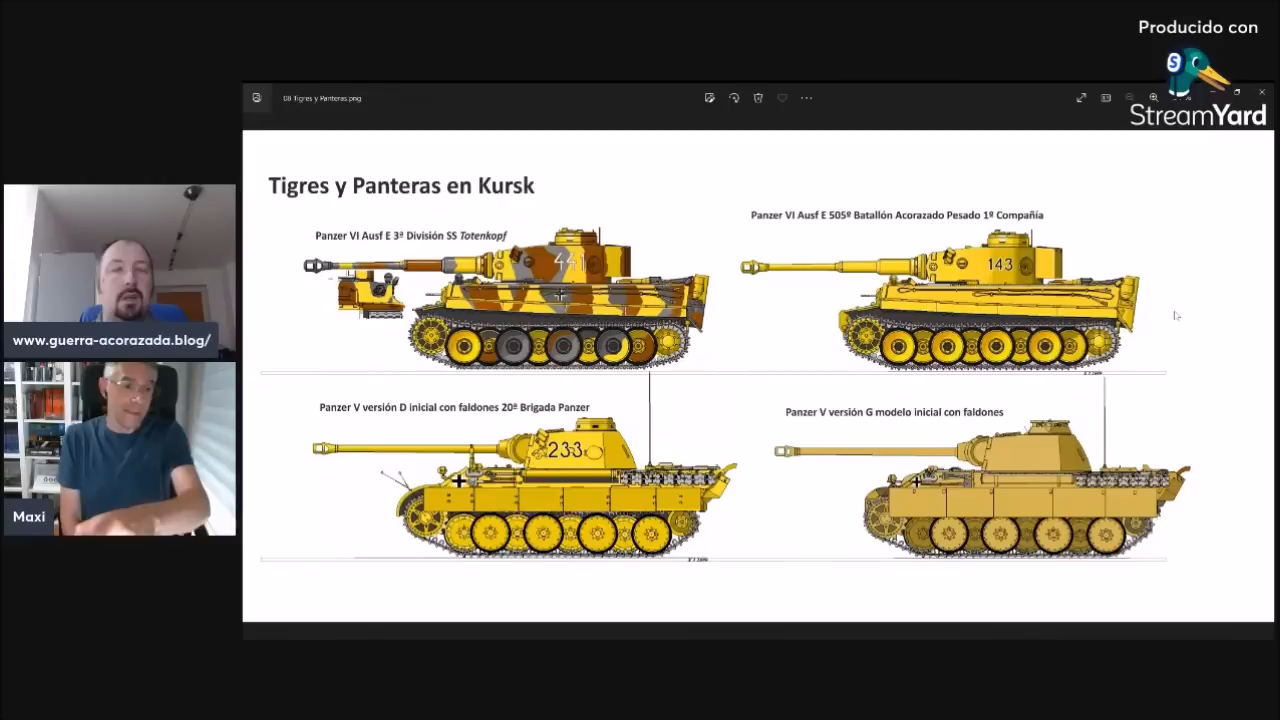 Producido con
StreamYard
08 Tigres y Panteras.png
Tigres y Panteras en Kursk
Panzer VI Ausf E 505º Batallón Acorazado Pesado 1º Compañía
Panzer VI Ausf E 3ª División SS Totenkopf
441
143
www.guerra-acorazada.blog/
Panzer V versión D inicial con faldones 20ª Brigada Panzer
Panzer V versión G modelo inicial con faldones
233
Maxi